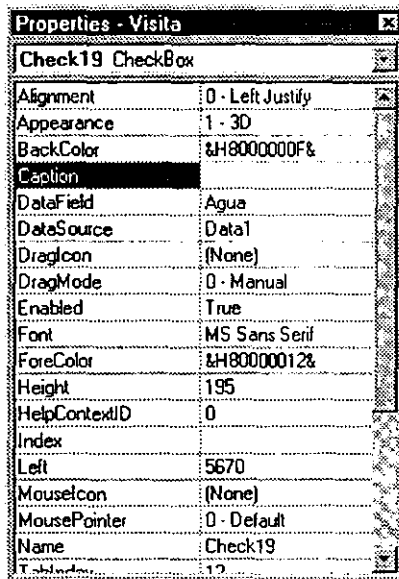 Properties - Visita
Check19 CheckBox
Alignment 0 - Left Justify
Appearance 1 - 3D
BackColor &H8000000F&
Caption
DataField Agua
DataSource Data1
DragIcon (None)
DragMode 0 - Manual
Enabled True
Font MS Sans Serif
ForeColor &H80000012&
Height 195
HelpContextID 0
Index
Left 5670
MouseIcon (None)
MousePointer 0 - Default
Name Check19
TabIndex 12